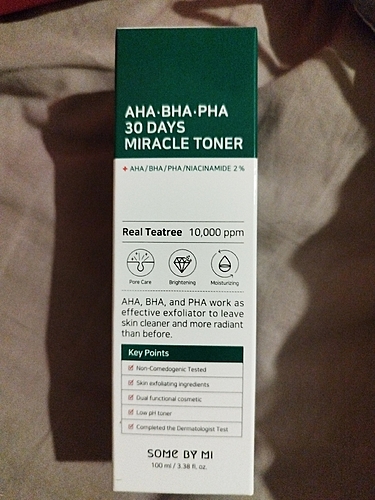 AHA·BHA·PHA
30 DAYS
MIRACLE TONER
+ AHA/BHA/PHA/NIACINAMIDE 2 %
Real Teatree 10,000 ppm
Pore Care Brightening Moisturizing
AHA, BHA, and PHA work as
effective exfoliator to leave
skin cleaner and more radiant
than before.
Key Points
Non-Comedogenic Tested
Skin exfoliating ingredients
Dual functional cosmetic
Low pH toner
Completed the Dermatologist Test
SOME BY MI
100 ml / 3.38 fl. oz.